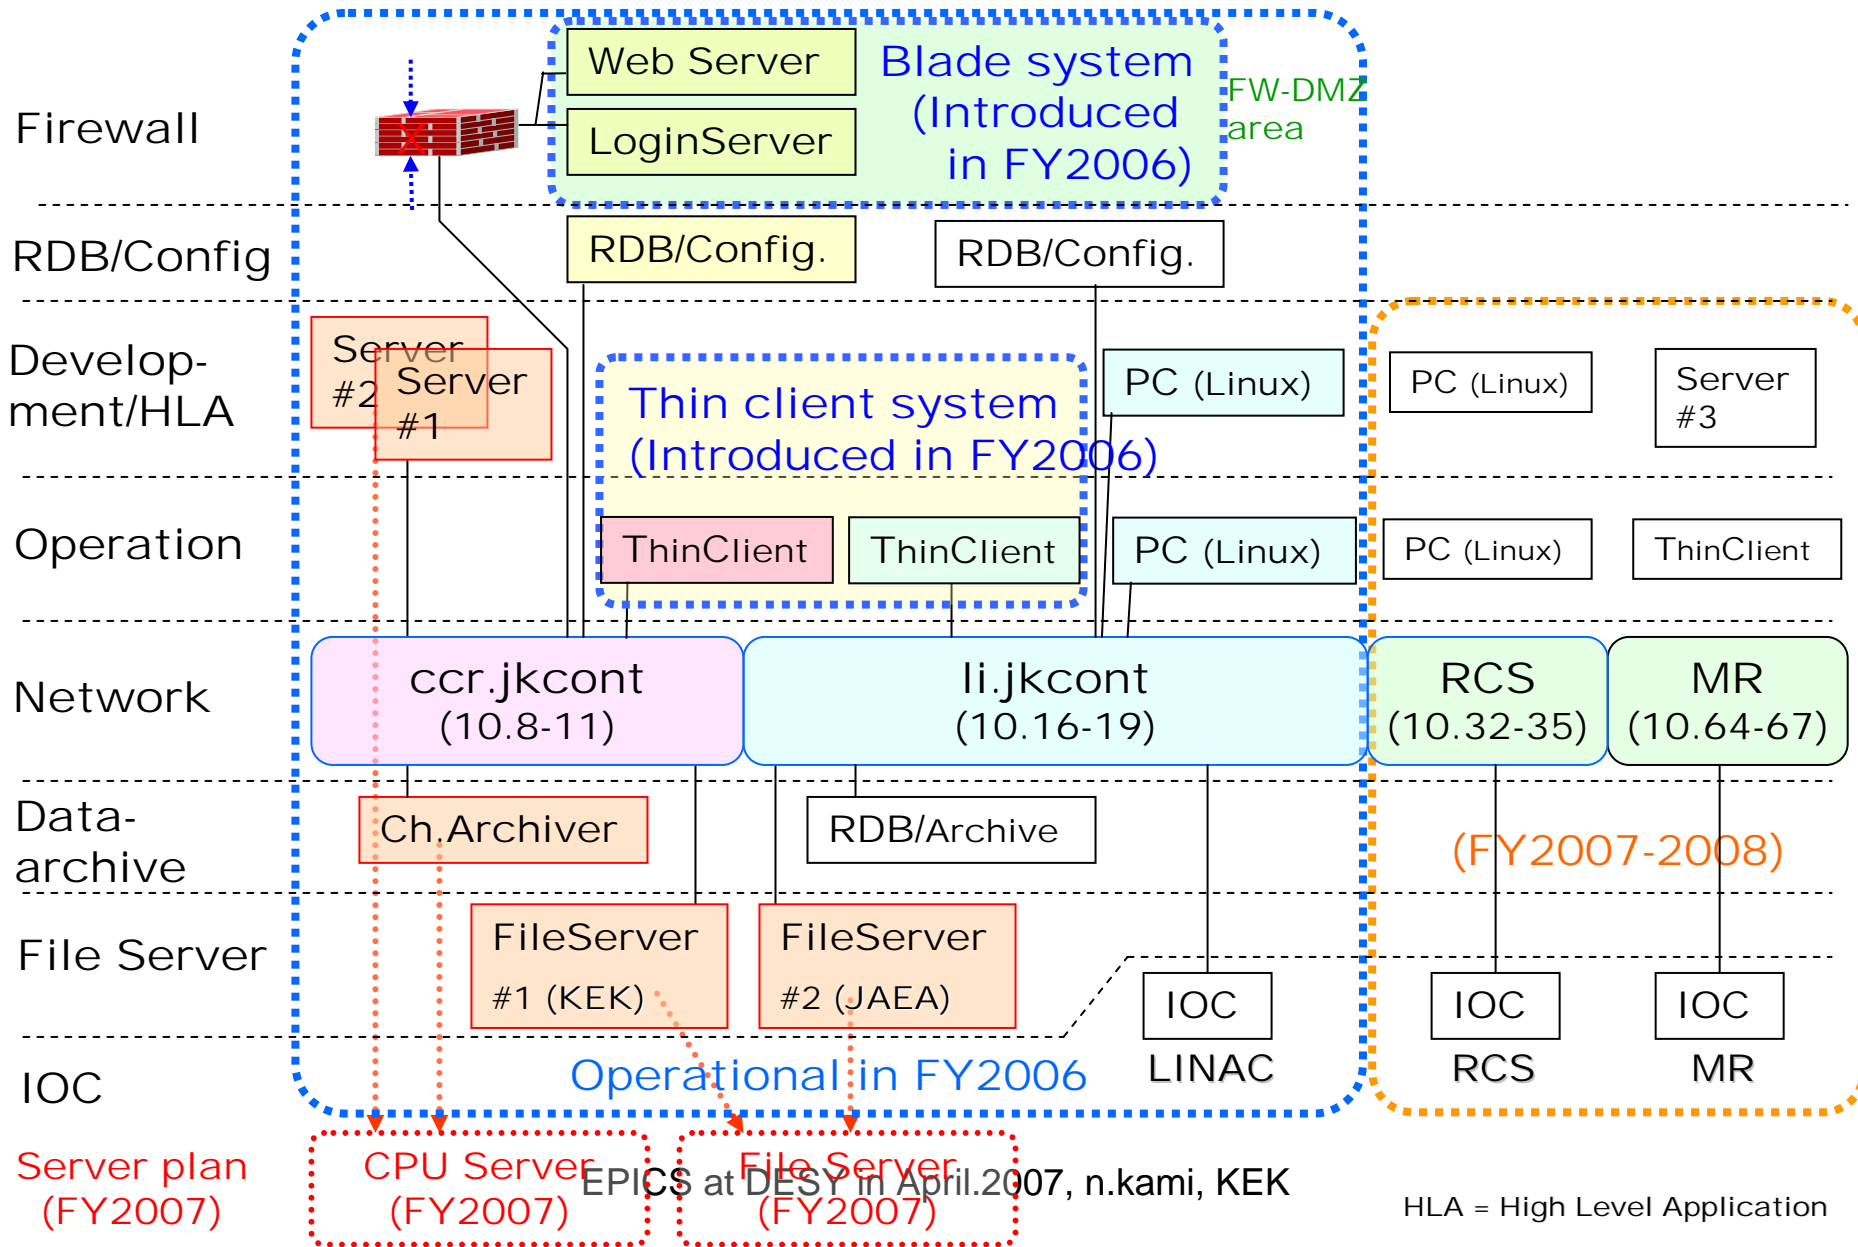 Web Server
Blade system
(Introduced
in FY2006)
FW-DMZ
area
Firewall
LoginServer
RDB/Config
RDB/Config.
RDB/Config.
Develop-
ment/HLA
Server
#2
Server
#1
Thin client system
(Introduced in FY2006)
PC (Linux)
PC (Linux)
Server
#3
Operation
ThinClient
ThinClient
PC (Linux)
PC (Linux)
ThinClient
Network
ccr.jkcont
(10.8-11)
li.jkcont
(10.16-19)
RCS
(10.32-35)
MR
(10.64-67)
Data-
archive
Ch.Archiver
RDB/Archive
(FY2007-2008)
File Server
FileServer
#1 (KEK)
FileServer
#2 (JAEA)
IOC
IOC
IOC
LINAC
RCS
MR
IOC
Operational in FY2006
Server plan
(FY2007)
CPU Server
(FY2007)
File Server
(FY2007)
EPICS at DESY in April.2007, n.kami, KEK
HLA = High Level Application